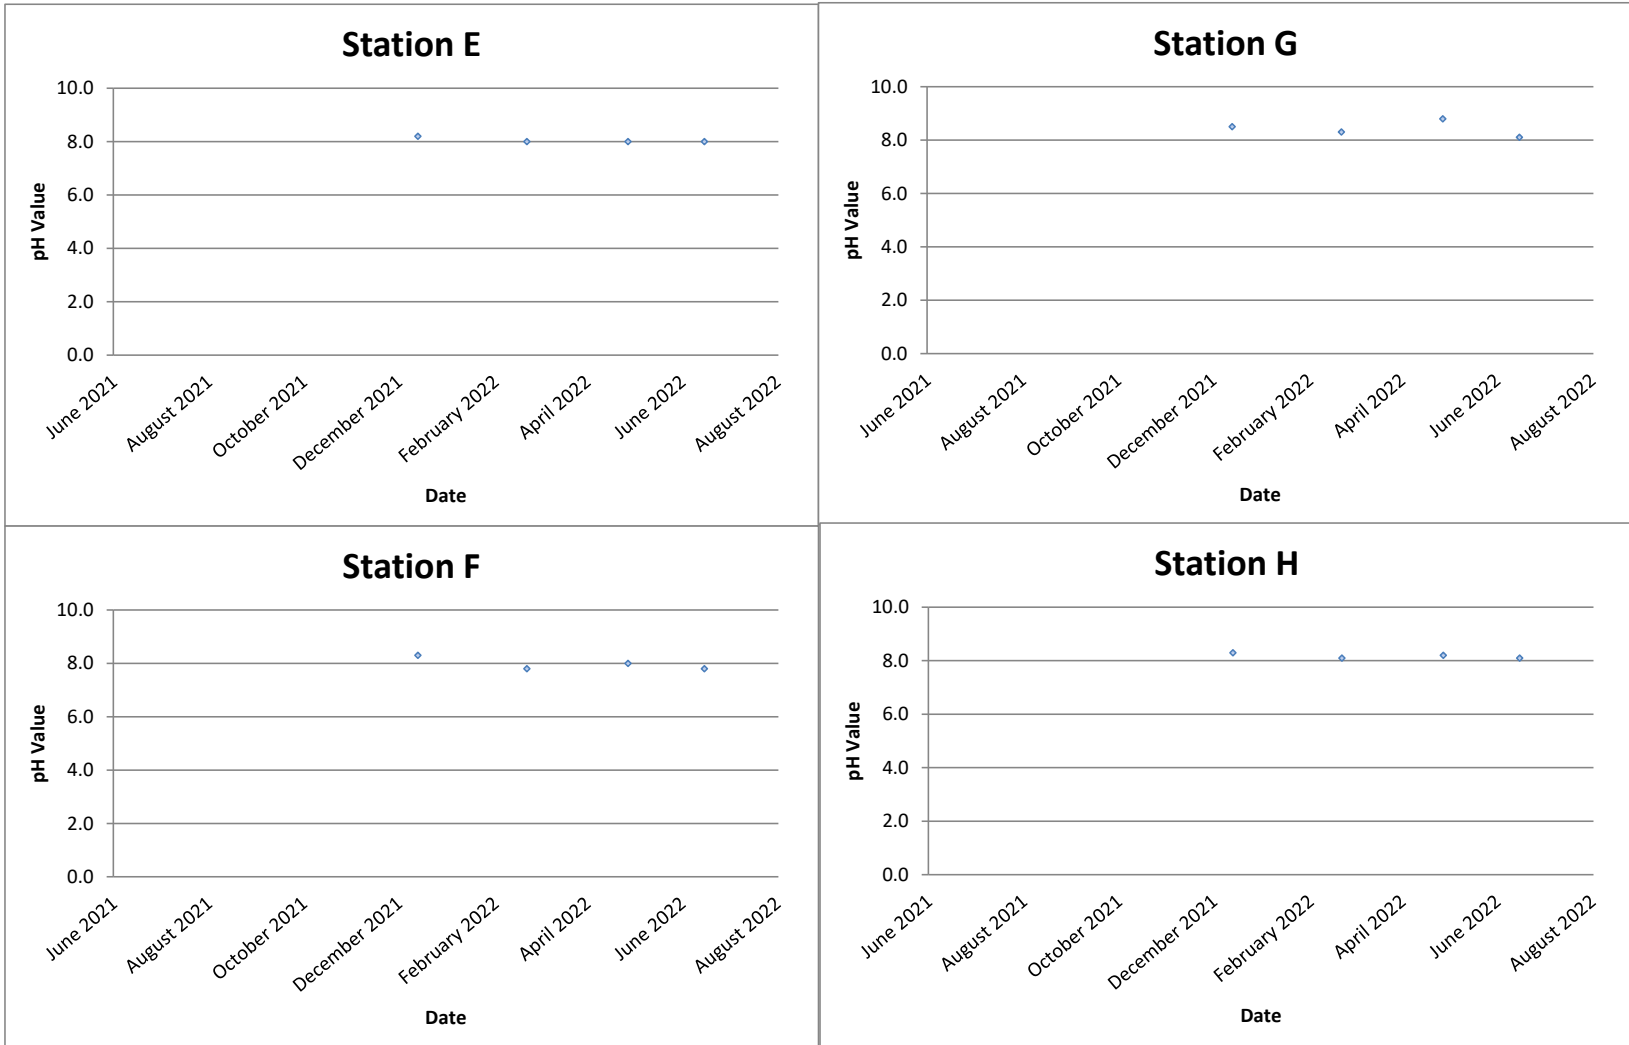 Station E
10.0
8.0
6.0
4.0
2.0
0.0
pH Value
June 2021
August 2021
October 2021
December 2021
February 2022
April 2022
June 2022
August 2022
Date
Station G
10.0
8.0
6.0
4.0
2.0
0.0
pH Value
June 2021
August 2021
October 2021
December 2021
February 2022
April 2022
June 2022
August 2022
Date
Station F
10.0
8.0
6.0
4.0
2.0
0.0
pH Value
June 2021
August 2021
October 2021
December 2021
February 2022
April 2022
June 2022
August 2022
Date
Station H
10.0
8.0
6.0
4.0
2.0
0.0
pH Value
June 2021
August 2021
October 2021
December 2021
February 2022
April 2022
June 2022
August 2022
Date